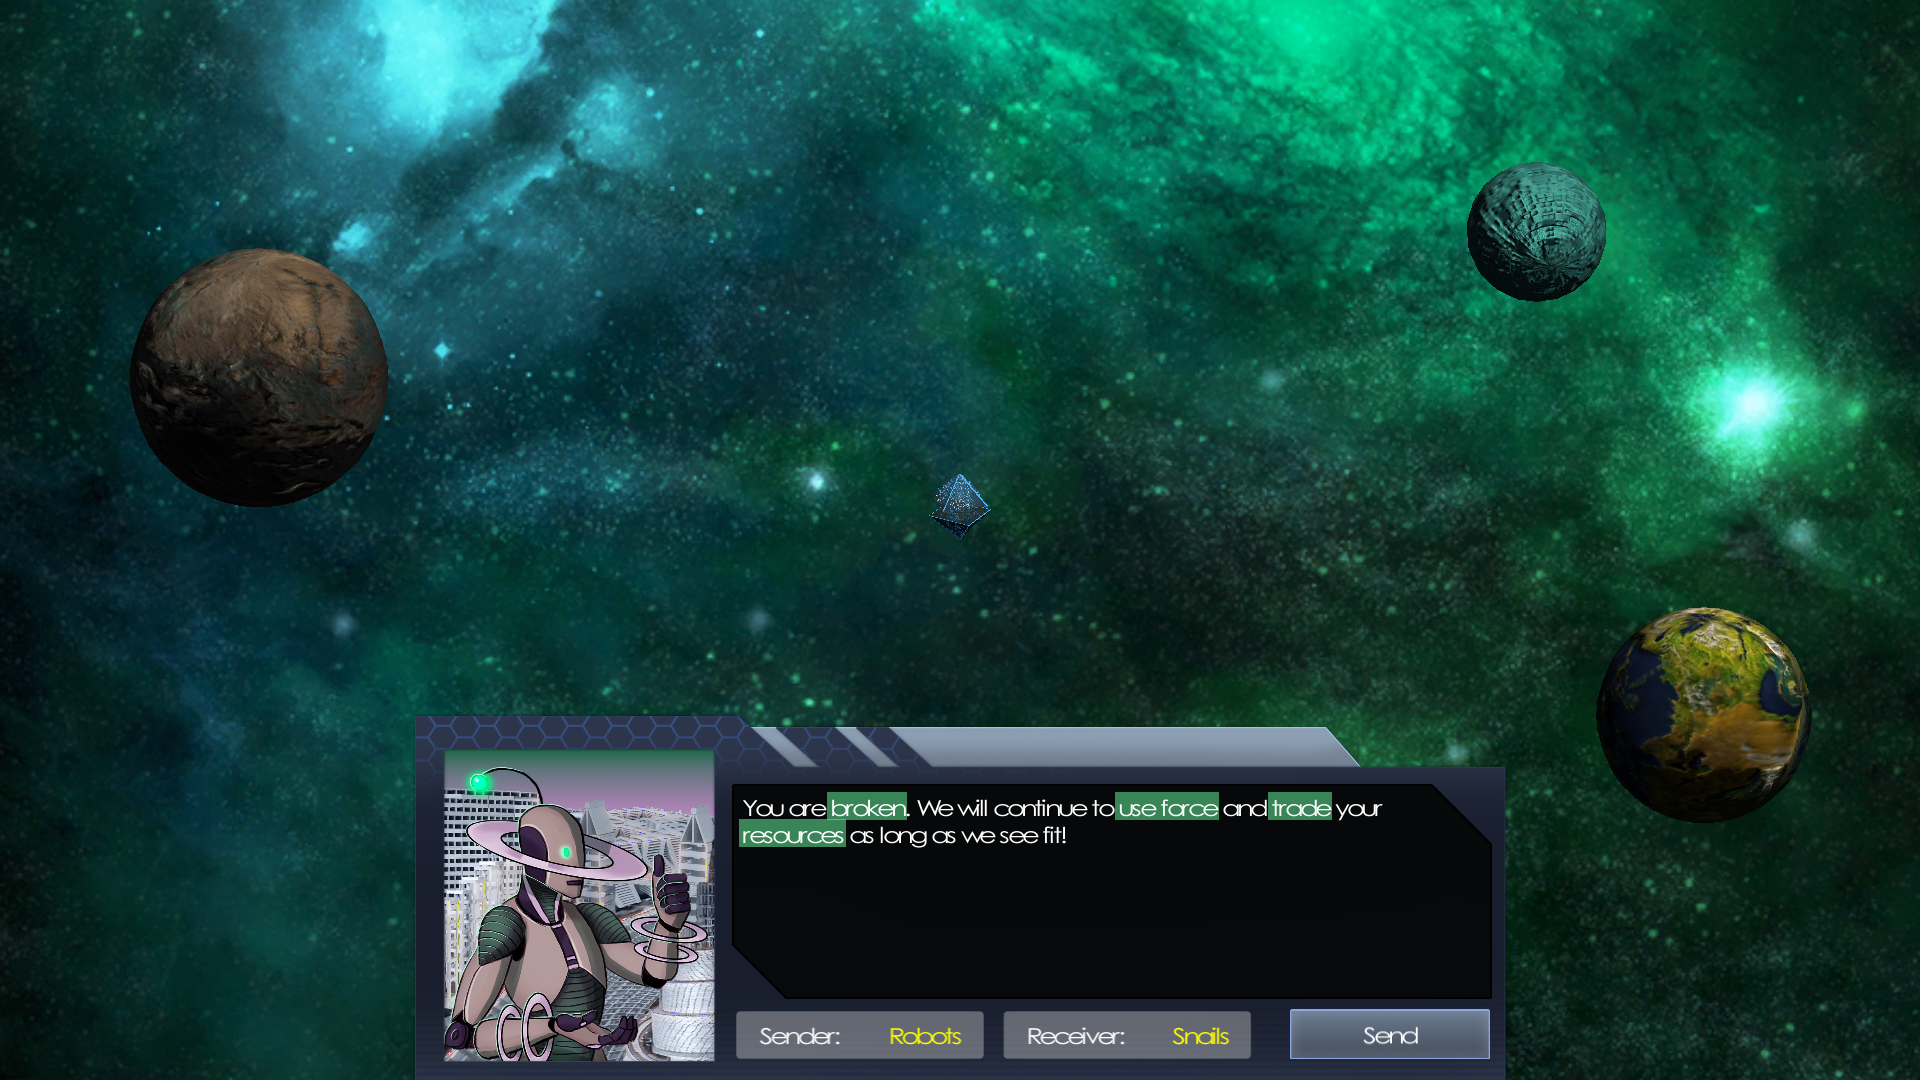 You are broken. We will continue to use force and trade your
resources as long as we see fit!
Sender: Robots Receiver: Snails Send